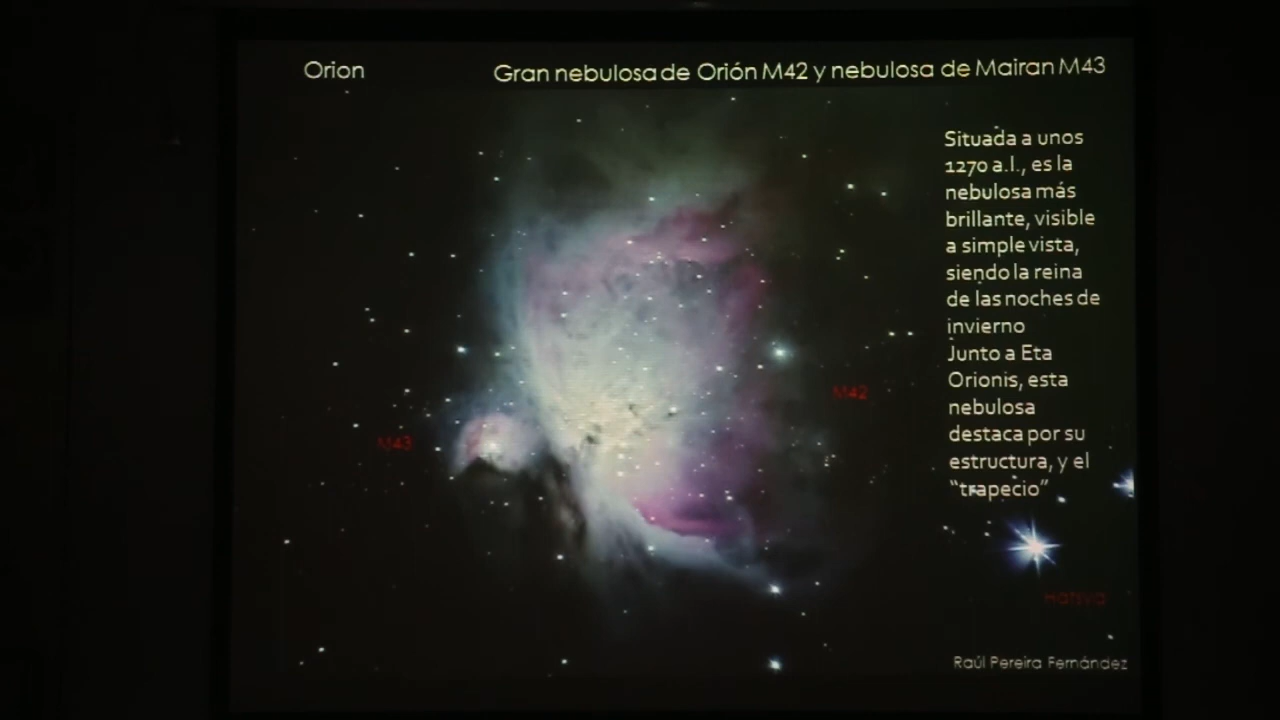 Orion
Gran nebulosa de Orión M42 y nebulosa de Mairan M43
Situada a unos
1270 a.l., es la
nebulosa más
brillante, visible
a simple vista,
siendo la reina
de las noches de
invierno
Junto a Eta
Orionis, esta
nebulosa
destaca por su
estructura, y el
“trapecio”
M42
M43
Hatsya
Raúl Pereira Fernández